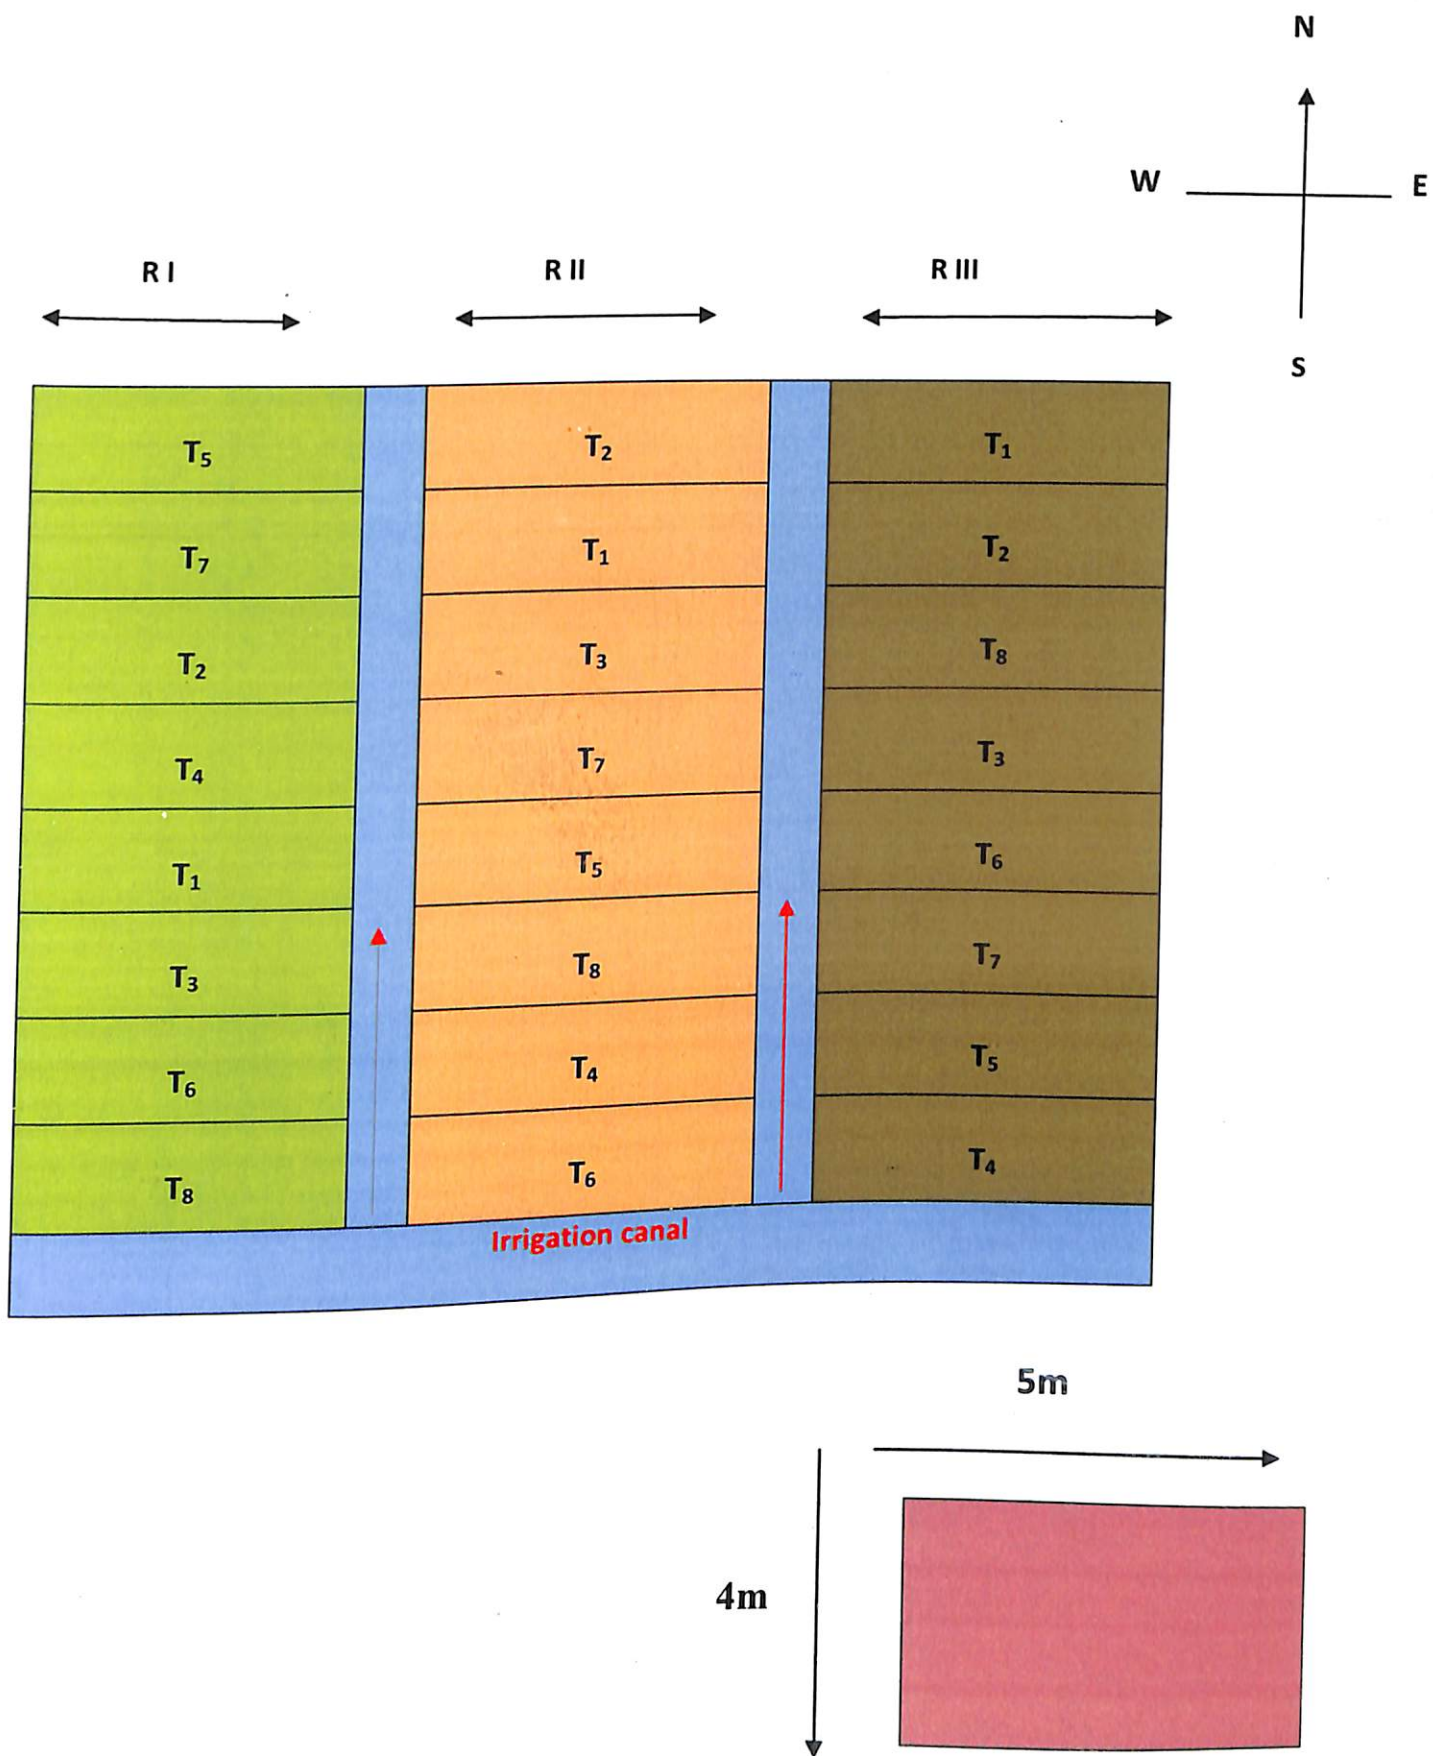 N
W E
S
R I R II R III
T₅ T₂ T₁
T₇ T₁ T₂
T₂ T₃ T₈
T₄ T₇ T₃
T₁ T₅ T₆
T₃ T₈ T₇
T₆ T₄ T₅
T₈ T₆ T₄
Irrigation canal
5m
4m